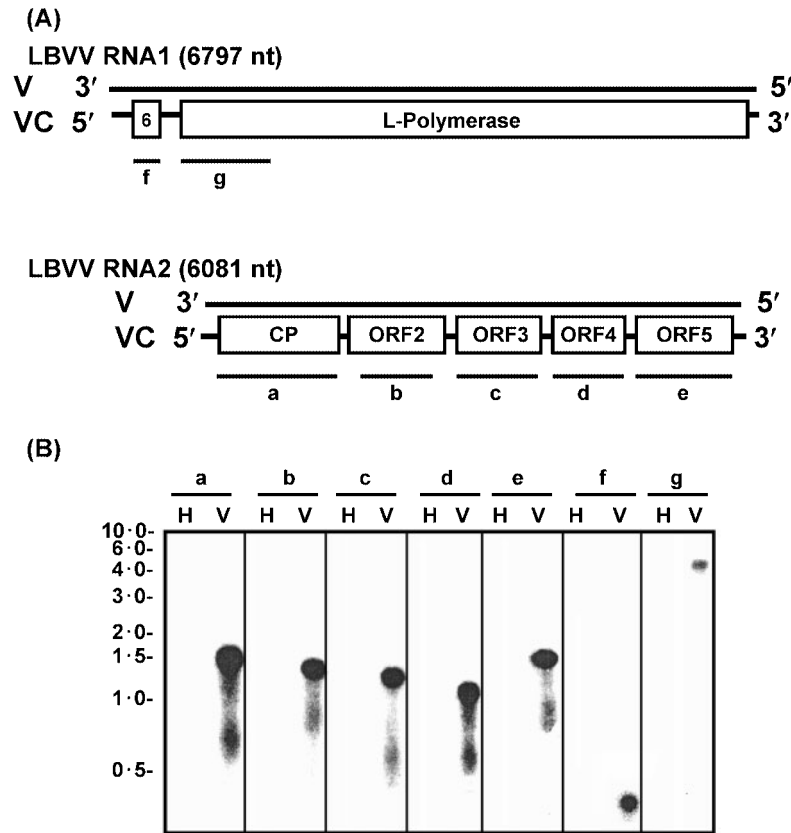 (A)
LBVV RNA1 (6797 nt)
V 3′ 5′
VC 5′ 6 L-Polymerase 3′
f g
LBVV RNA2 (6081 nt)
V 3′ 5′
VC 5′ CP ORF2 ORF3 ORF4 ORF5 3′
a b c d e
(B)
a b c d e f g
H V H V H V H V H V H V H V
10·0-
6·0-
4·0-
3·0-
2·0-
1·5-
1·0-
0·5-